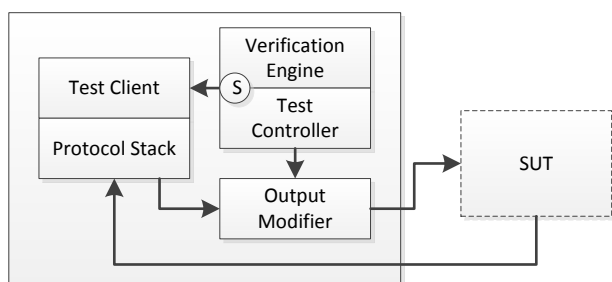 Test Client
Protocol Stack
Verification
Engine
S
Test
Controller
Output
Modifier
SUT